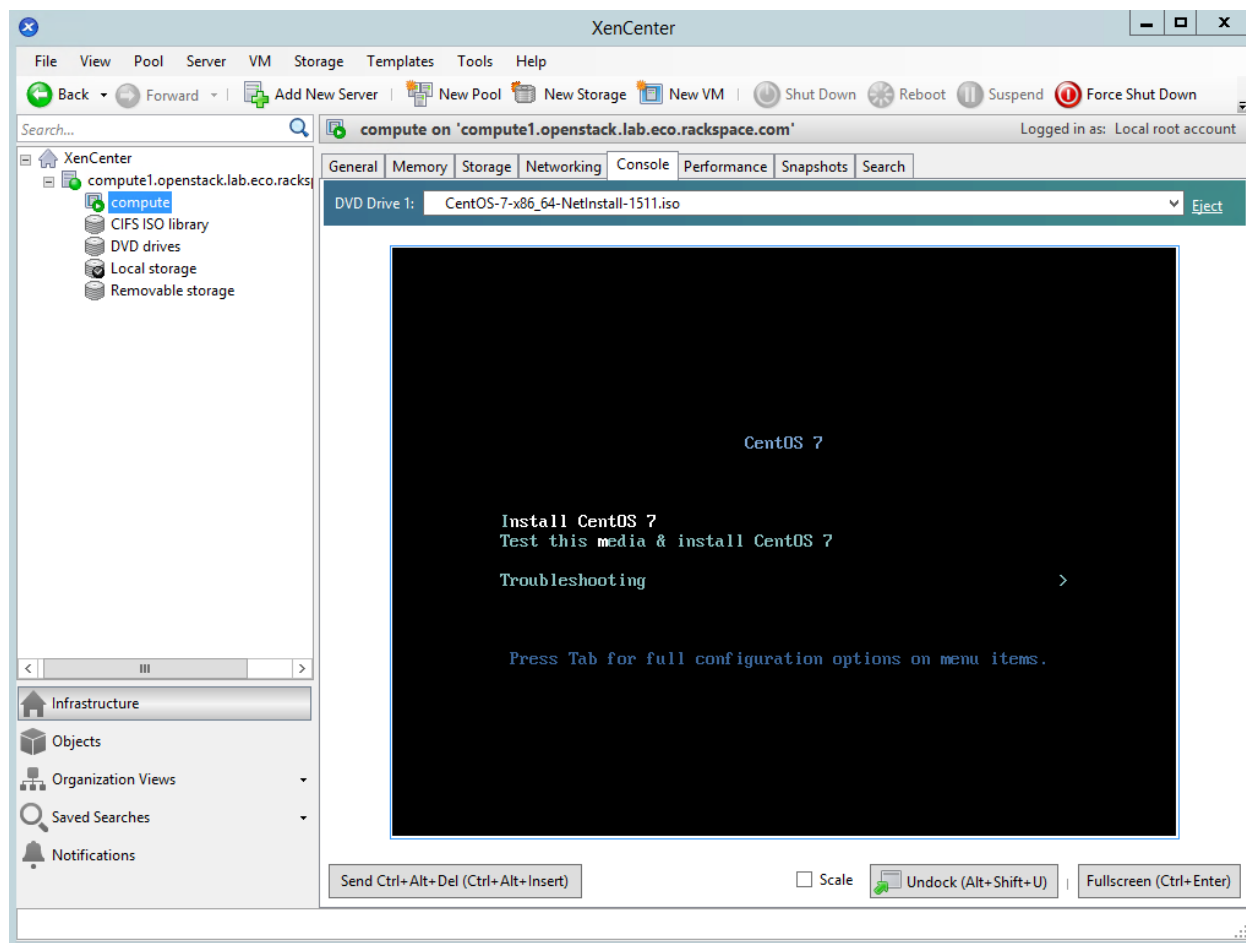 XenCenter
File View Pool Server VM Storage Templates Tools Help
Back Forward Add New Server New Pool New Storage New VM Shut Down Reboot Suspend Force Shut Down
Search...
compute on 'compute1.openstack.lab.eco.rackspace.com' Logged in as: Local root account
XenCenter
compute1.openstack.lab.eco.racksp
compute
CIFS ISO library
DVD drives
Local storage
Removable storage
General Memory Storage Networking Console Performance Snapshots Search
DVD Drive 1: CentOS-7-x86_64-NetInstall-1511.iso Eject
CentOS 7
Install CentOS 7
Test this media & install CentOS 7
Troubleshooting >
Press Tab for full configuration options on menu items.
Infrastructure
Objects
Organization Views
Saved Searches
Notifications
Send Ctrl+Alt+Del (Ctrl+Alt+Insert) Scale Undock (Alt+Shift+U) Fullscreen (Ctrl+Enter)